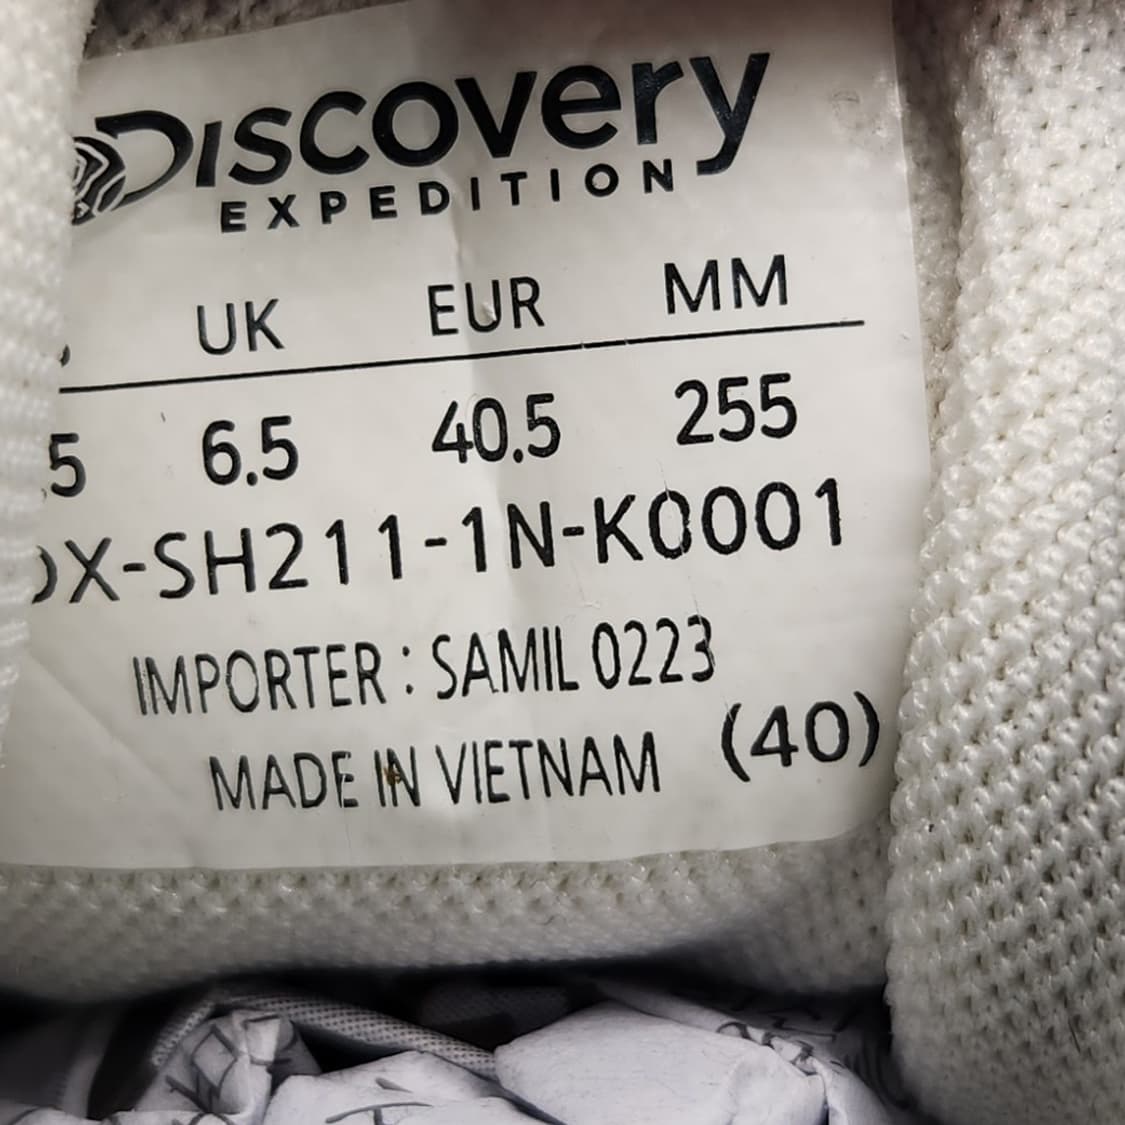 DISCOVERY
EXPEDITION
UK EUR MM
.5 6.5 40.5 255
X-SH211-1N-K0001
IMPORTER : SAMIL 0223
MADE IN VIETNAM (40)